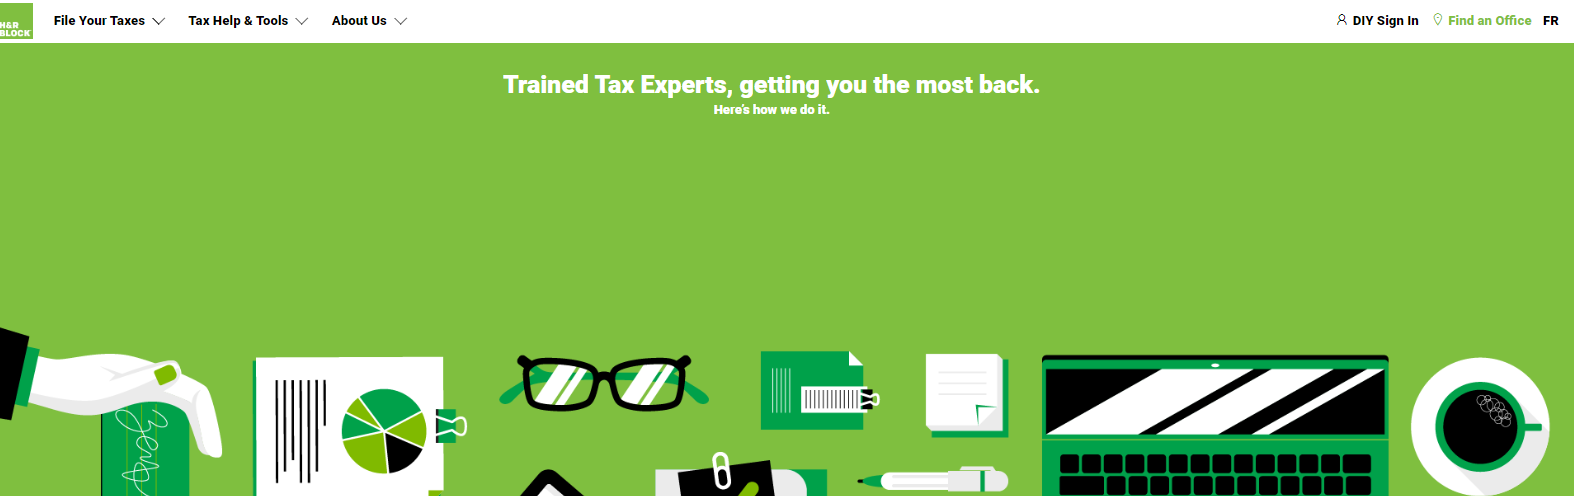 H&R
BLOCK
File Your Taxes
Tax Help & Tools
About Us
DIY Sign In
Find an Office
FR
Trained Tax Experts, getting you the most back.
Here's how we do it.